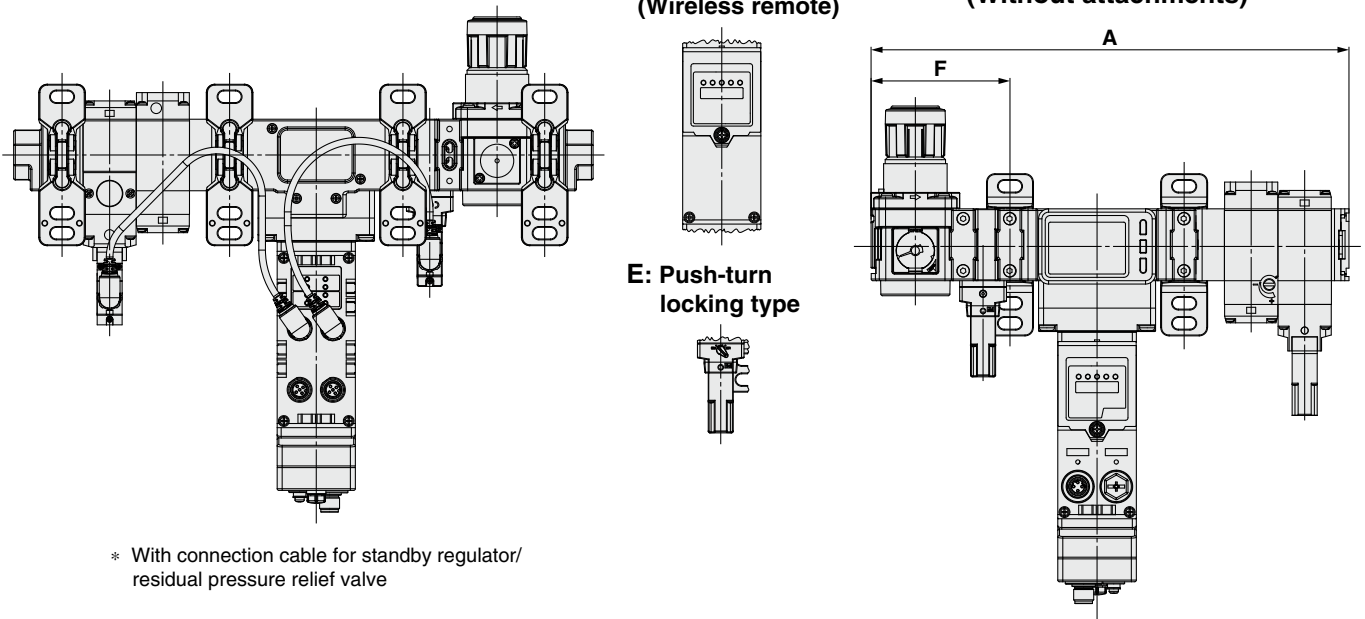 (Wireless remote)
(Without attachments)
A
F
E: Push-turn
locking type
* With connection cable for standby regulator/
residual pressure relief valve